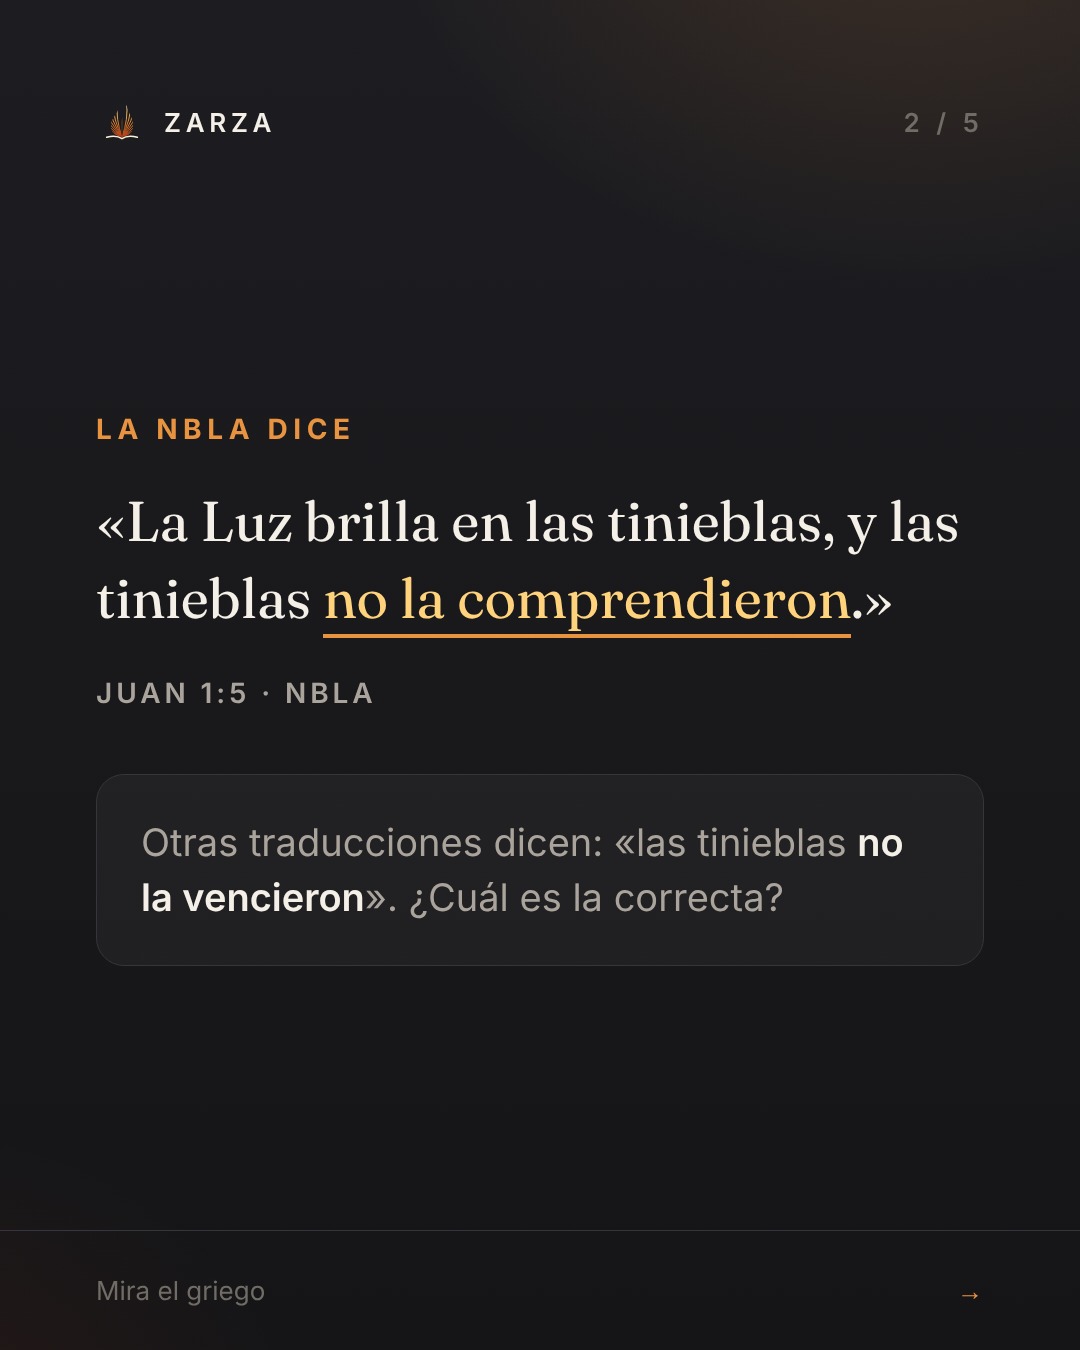 ZARZA
2 / 5
LA NBLA DICE
«La Luz brilla en las tinieblas, y las
tinieblas no la comprendieron.»
JUAN 1:5 · NBLA
Otras traducciones dicen: «las tinieblas no
la vencieron». ¿Cuál es la correcta?
Mira el griego →